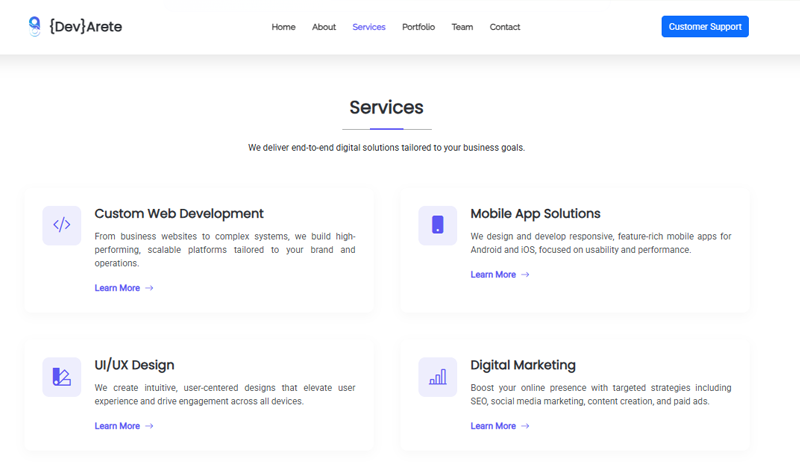 {Dev}Arete Home About Services Portfolio Team Contact Customer Support
Services
We deliver end-to-end digital solutions tailored to your business goals.
Custom Web Development
From business websites to complex systems, we build high-
performing, scalable platforms tailored to your brand and
operations.
Learn More →
Mobile App Solutions
We design and develop responsive, feature-rich mobile apps for
Android and iOS, focused on usability and performance.
Learn More →
UI/UX Design
We create intuitive, user-centered designs that elevate user
experience and drive engagement across all devices.
Learn More →
Digital Marketing
Boost your online presence with targeted strategies including
SEO, social media marketing, content creation, and paid ads.
Learn More →